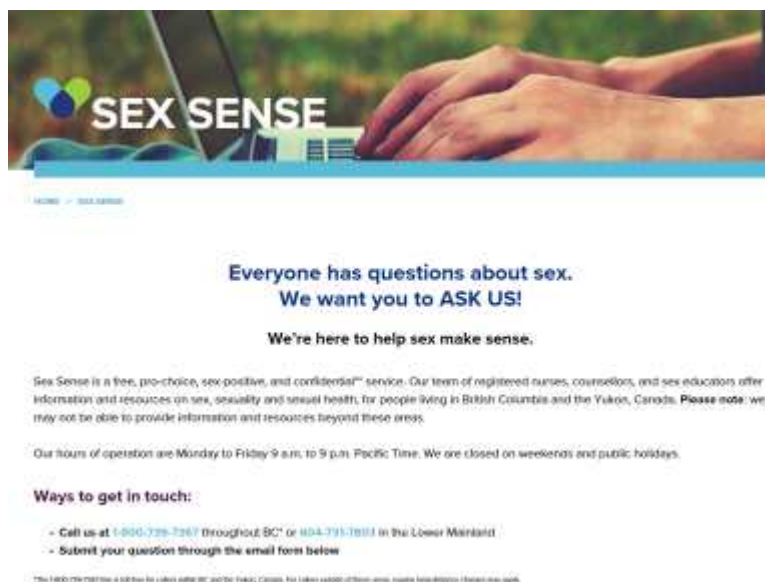 SEX SENSE
HOME > SEX SENSE
Everyone has questions about sex.
We want you to ASK US!
We're here to help sex make sense.
Sex Sense is a free, pro-choice, sex-positive, and confidential** service. Our team of registered nurses, counsellors, and sex educators offer
information and resources on sex, sexuality and sexual health, for people living in British Columbia and the Yukon, Canada. Please note: we
may not be able to provide information and resources beyond these areas.
Our hours of operation are Monday to Friday 9 a.m. to 9 p.m. Pacific Time. We are closed on weekends and public holidays.
Ways to get in touch:
- Call us at 1-800-739-7367 throughout BC* or 604-731-7803 in the Lower Mainland
- Submit your question through the email form below